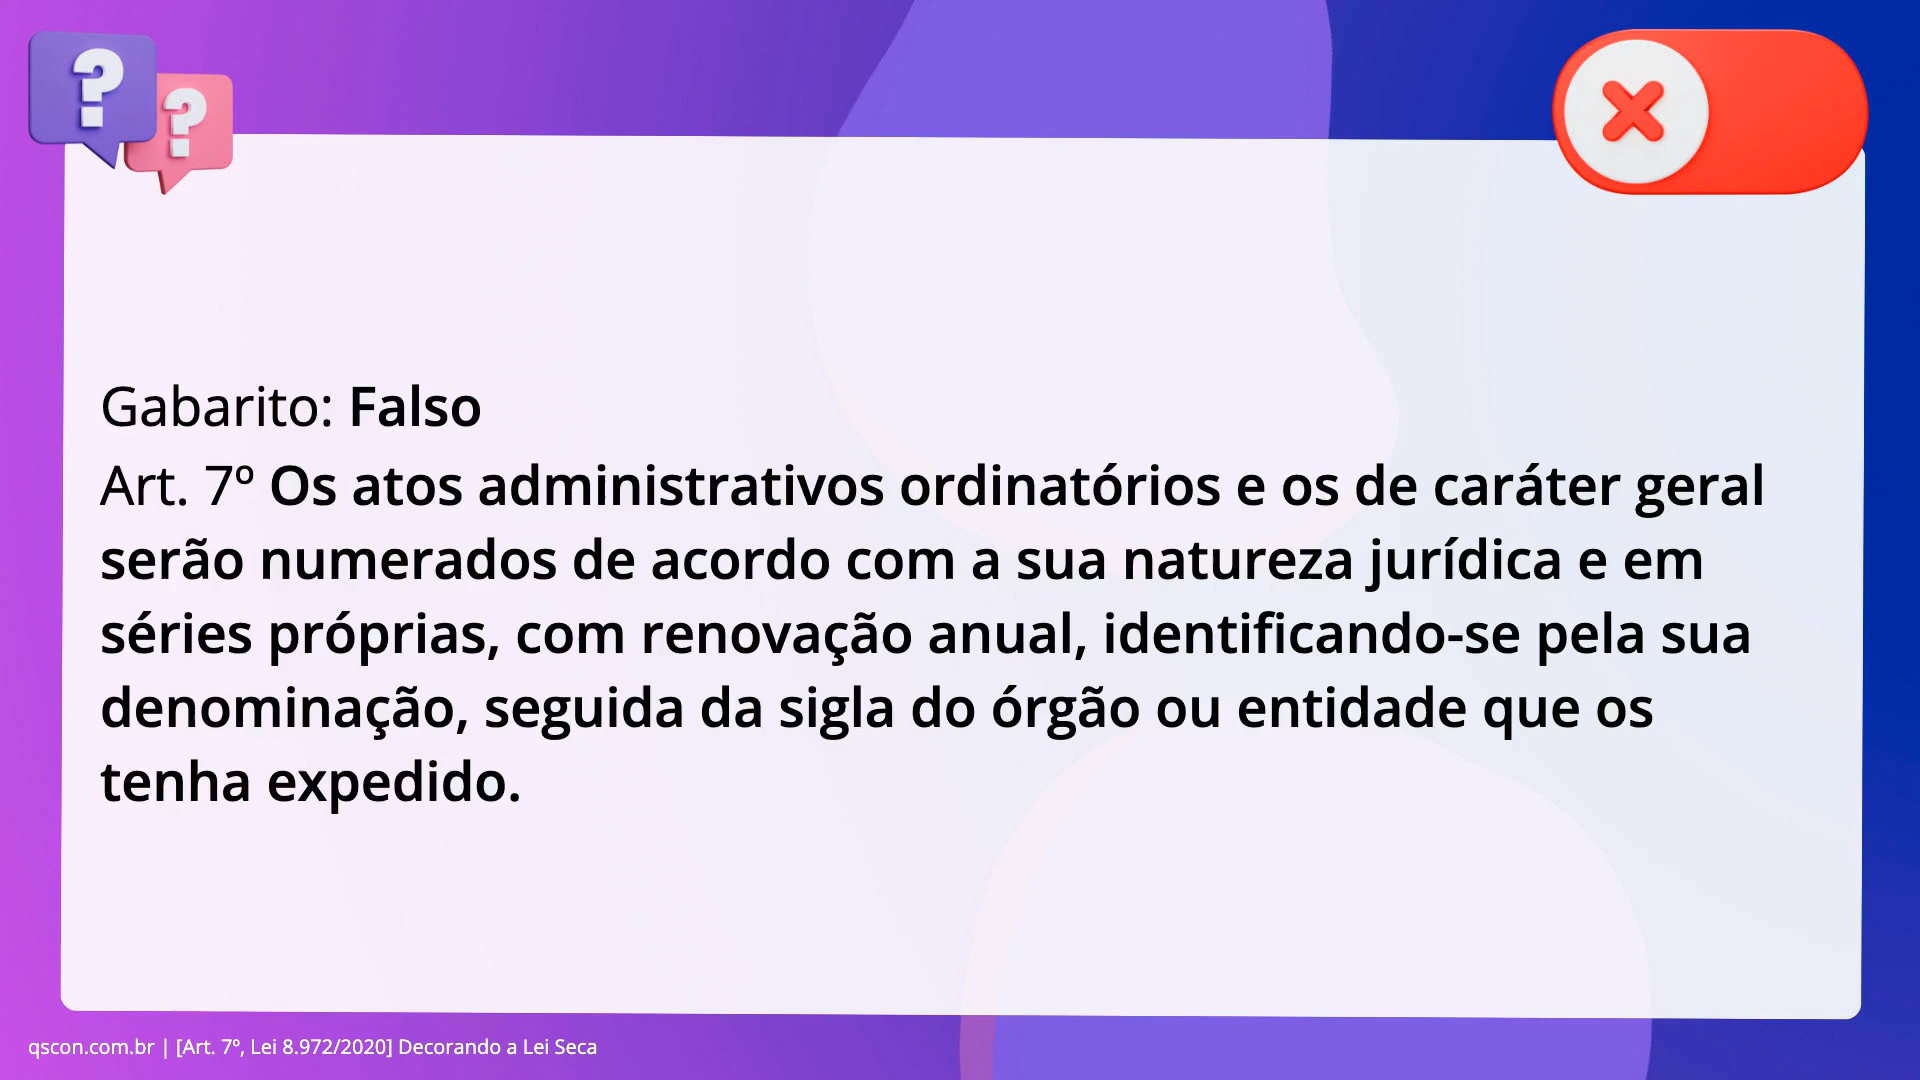 ? ?
Gabarito: Falso
Art. 7º Os atos administrativos ordinatórios e os de caráter geral
serão numerados de acordo com a sua natureza jurídica e em
séries próprias, com renovação anual, identificando-se pela sua
denominação, seguida da sigla do órgão ou entidade que os
tenha expedido.
qscon.com.br | [Art. 7º, Lei 8.972/2020] Decorando a Lei Seca